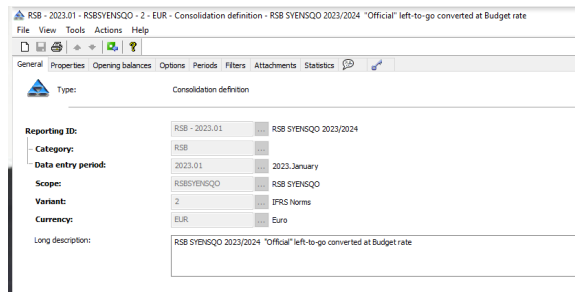 RSB - 2023.01 - RSBSYENSQO - 2 - EUR - Consolidation definition - RSB SYENSQO 2023/2024 "Official" left-to-go converted at Budget rate
File View Tools Actions Help
General Properties Opening balances Options Periods Filters Attachments Statistics
Type: Consolidation definition
Reporting ID: RSB - 2023.01 ... RSB SYENSQO 2023/2024
Category: RSB ...
Data entry period: 2023.01 ... 2023.January
Scope: RSBSYENSQO ... RSB SYENSQO
Variant: 2 ... IFRS Norms
Currency: EUR ... Euro
Long description: RSB SYENSQO 2023/2024 "Official" left-to-go converted at Budget rate